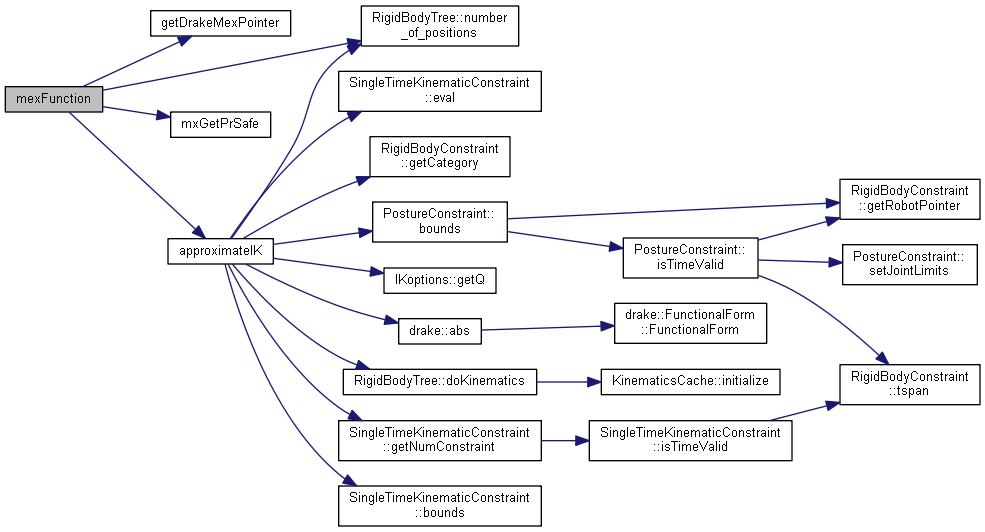 mexFunction
getDrakeMexPointer
RigidBodyTree::number
_of_positions
mxGetPrSafe
approximateIK
SingleTimeKinematicConstraint
::eval
RigidBodyConstraint
::getCategory
PostureConstraint::
bounds
IKoptions::getQ
drake::abs
RigidBodyTree::doKinematics
SingleTimeKinematicConstraint
::getNumConstraint
SingleTimeKinematicConstraint
::bounds
PostureConstraint::
isTimeValid
drake::FunctionalForm
::FunctionalForm
KinematicsCache::initialize
SingleTimeKinematicConstraint
::isTimeValid
RigidBodyConstraint
::getRobotPointer
PostureConstraint::
setJointLimits
RigidBodyConstraint
::tspan